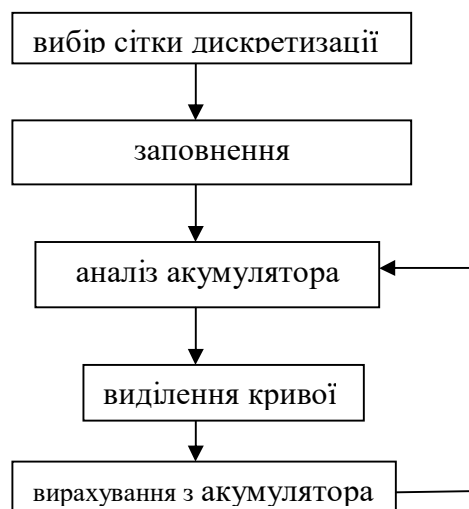 вибір сітки дискретизації
заповнення
аналіз акумулятора
виділення кривої
вирахування з акумулятора